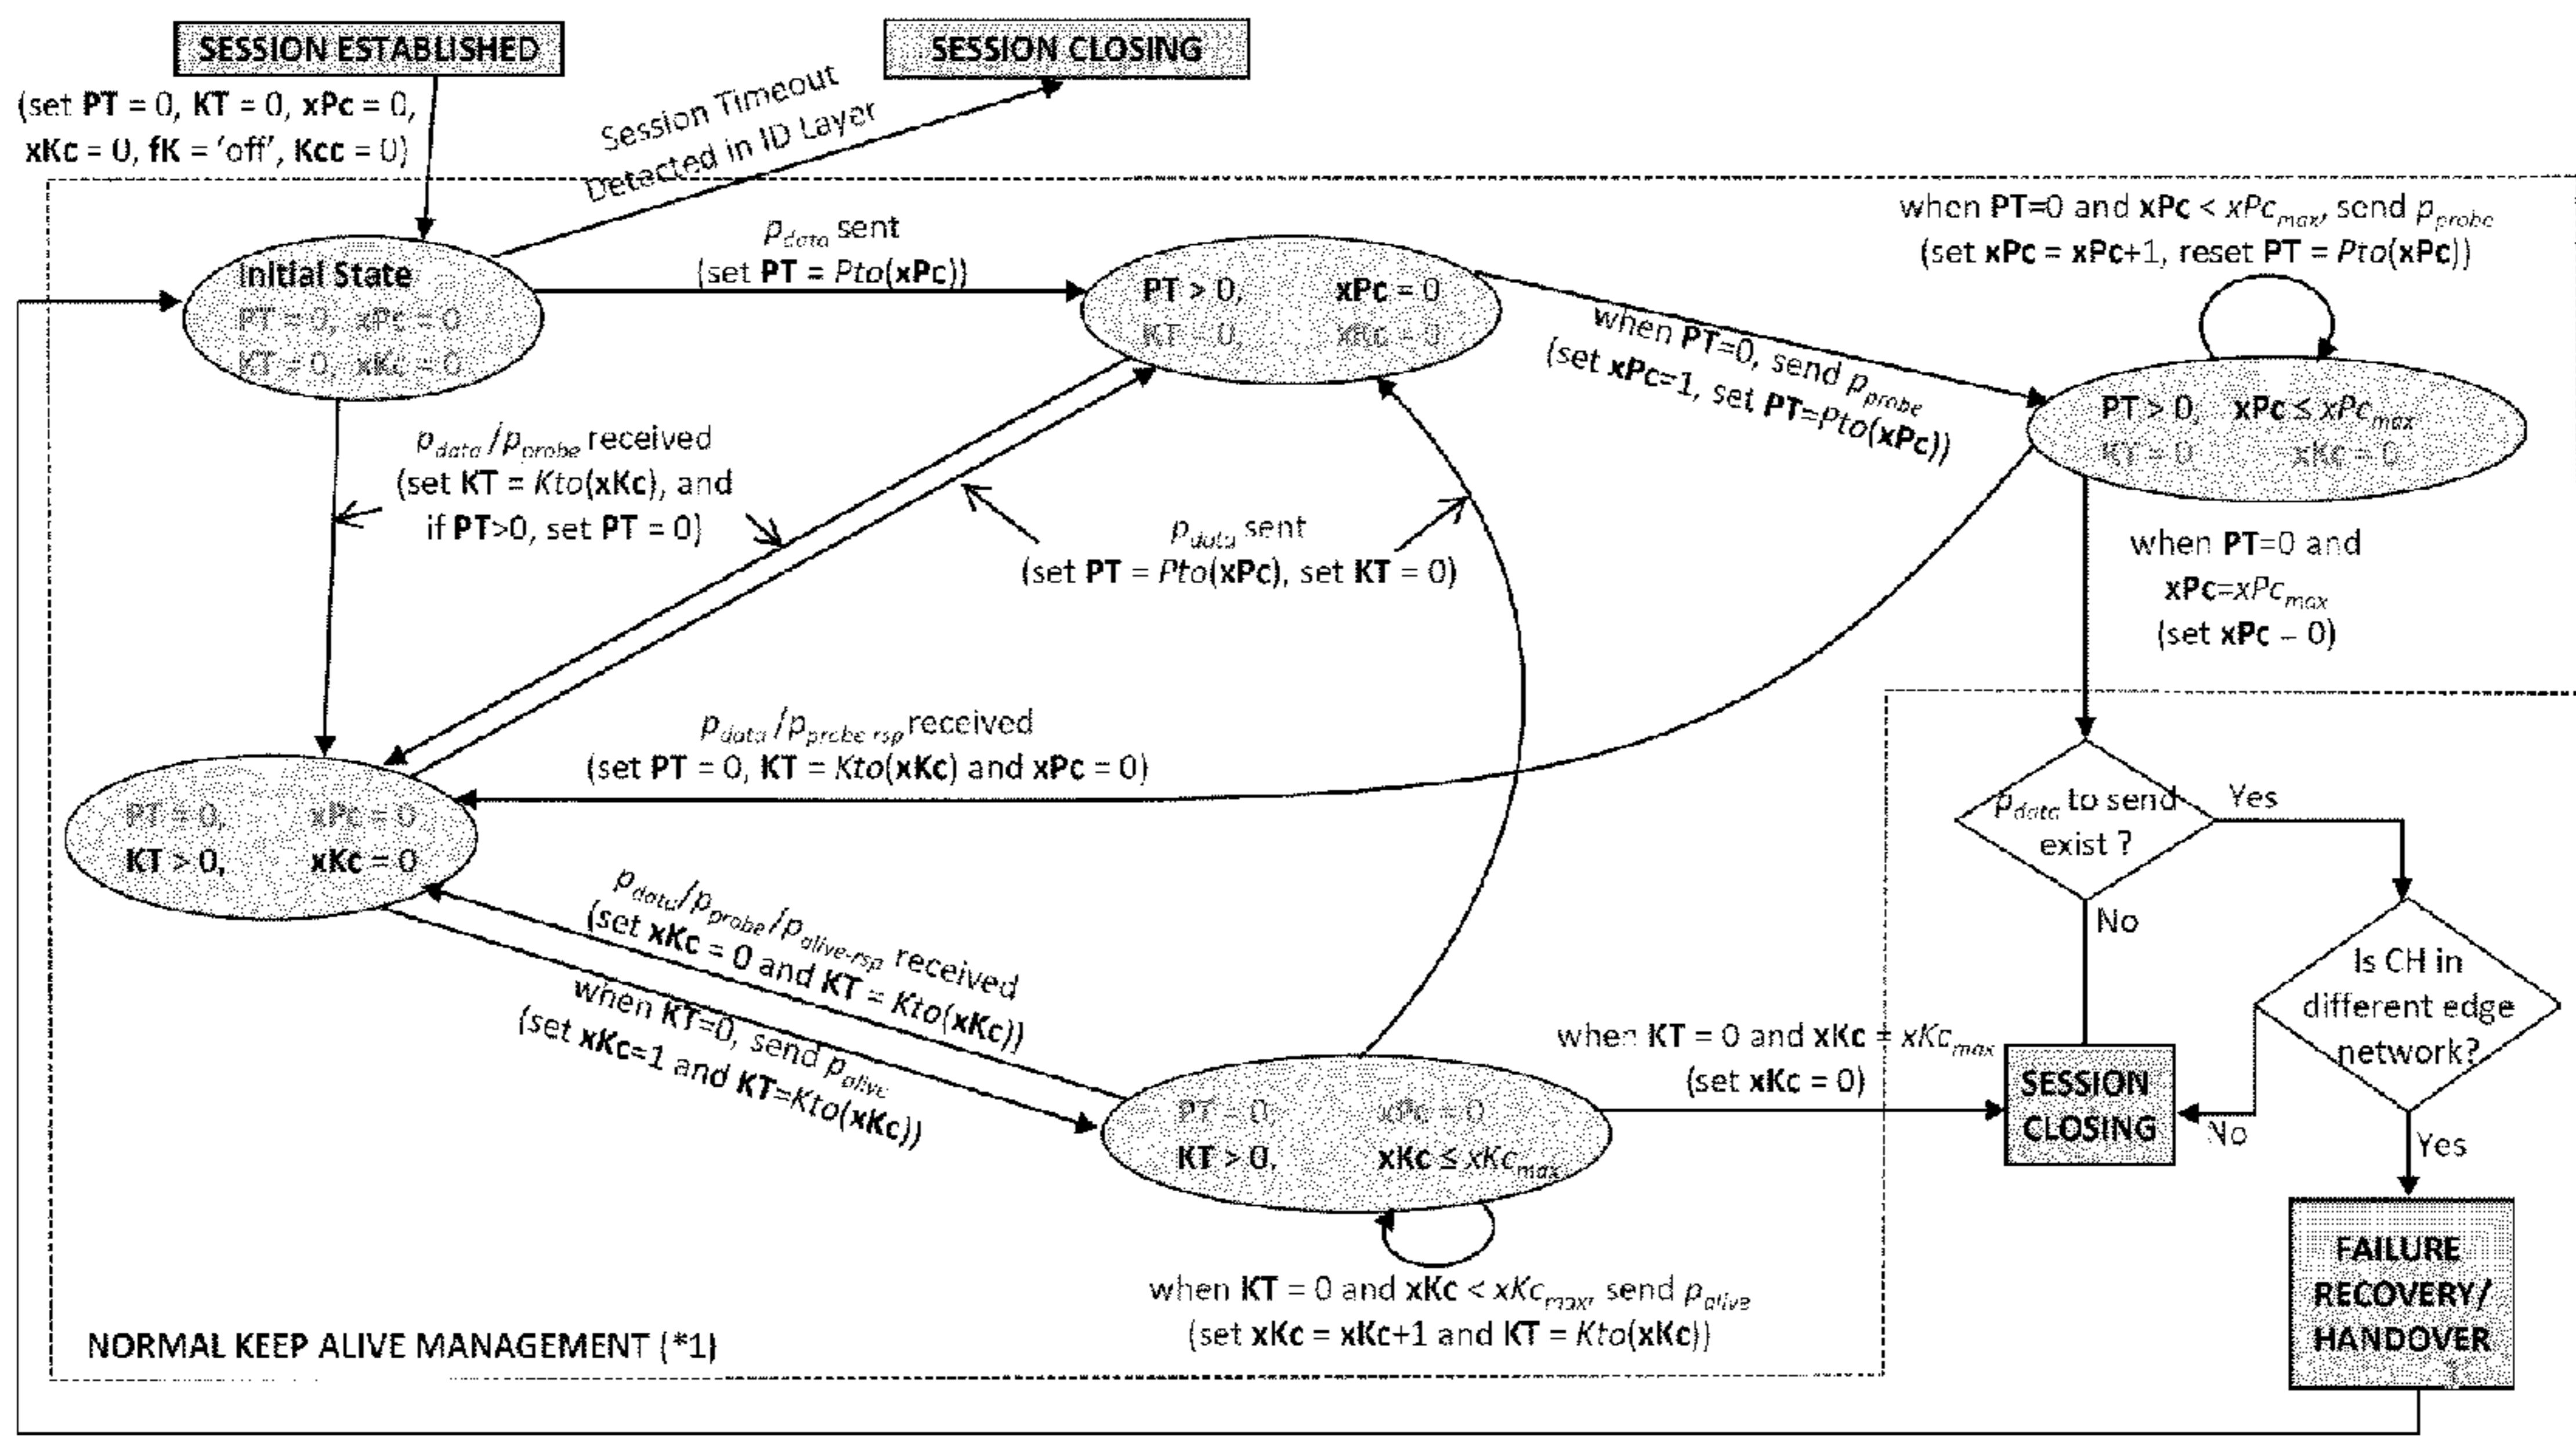 SESSION ESTABLISHED
SESSION CLOSING
(set PT = 0, KT = 0, xPc = 0,
xKc = 0, fK = 'off', Kcc = 0)
Session Timeout
Detected in ID Layer
when PT=0 and xPc < xPcmax, send pprobe
(set xPc = xPc+1, reset PT = Pto(xPc))
Initial State
PT = 0, xPc = 0
KT = 0, xKc = 0
pdata sent
(set PT = Pto(xPc))
PT > 0, xPc = 0
KT = 0, xKc = 0
when PT=0, send pprobe
(set xPc=1, set PT=Pto(xPc))
PT > 0, xPc ≤ xPcmax
KT = 0 xKc = 0
pdata/pprobe received
(set KT = Kto(xKc), and
if PT>0, set PT = 0)
pdata sent
(set PT = Pto(xPc), set KT = 0)
when PT=0 and
xPc=xPcmax
(set xPc = 0)
pdata/pprobe rsp received
(set PT = 0, KT = Kto(xKc) and xPc = 0)
PT = 0, xPc = 0
KT > 0, xKc = 0
pdata to send
exist ?
Yes
No
pdata/pprobe/palive-rsp received
(set xKc = 0 and KT = Kto(xKc))
when KT=0, send palive
(set xKc=1 and KT=Kto(xKc))
Is CH in
different edge
network?
No
Yes
when KT = 0 and xKc = xKcmax
(set xKc = 0)
SESSION
CLOSING
PT = 0, xPc = 0
KT > 0, xKc ≤ xKcmax
when KT = 0 and xKc < xKcmax, send palive
(set xKc = xKc+1 and KT = Kto(xKc))
FAILURE
RECOVERY/
HANDOVER
NORMAL KEEP ALIVE MANAGEMENT (*1)